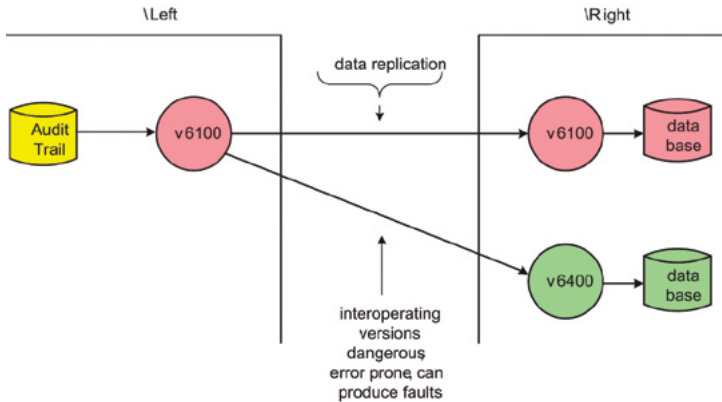 \Left
\Right
data replication
Audit
Trail
v6100
v6100
data
base
v6400
data
base
interoperating
versions
dangerous,
error prone, can
produce faults